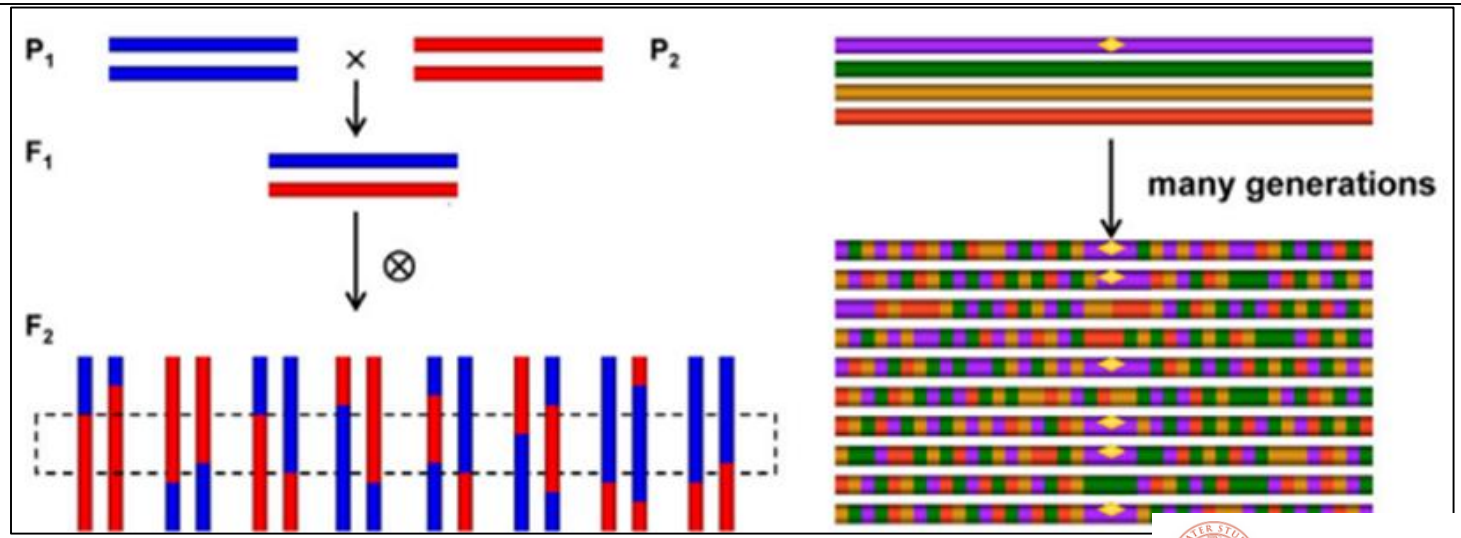 P₁
×
P₂
F₁
⊗
F₂
many generations